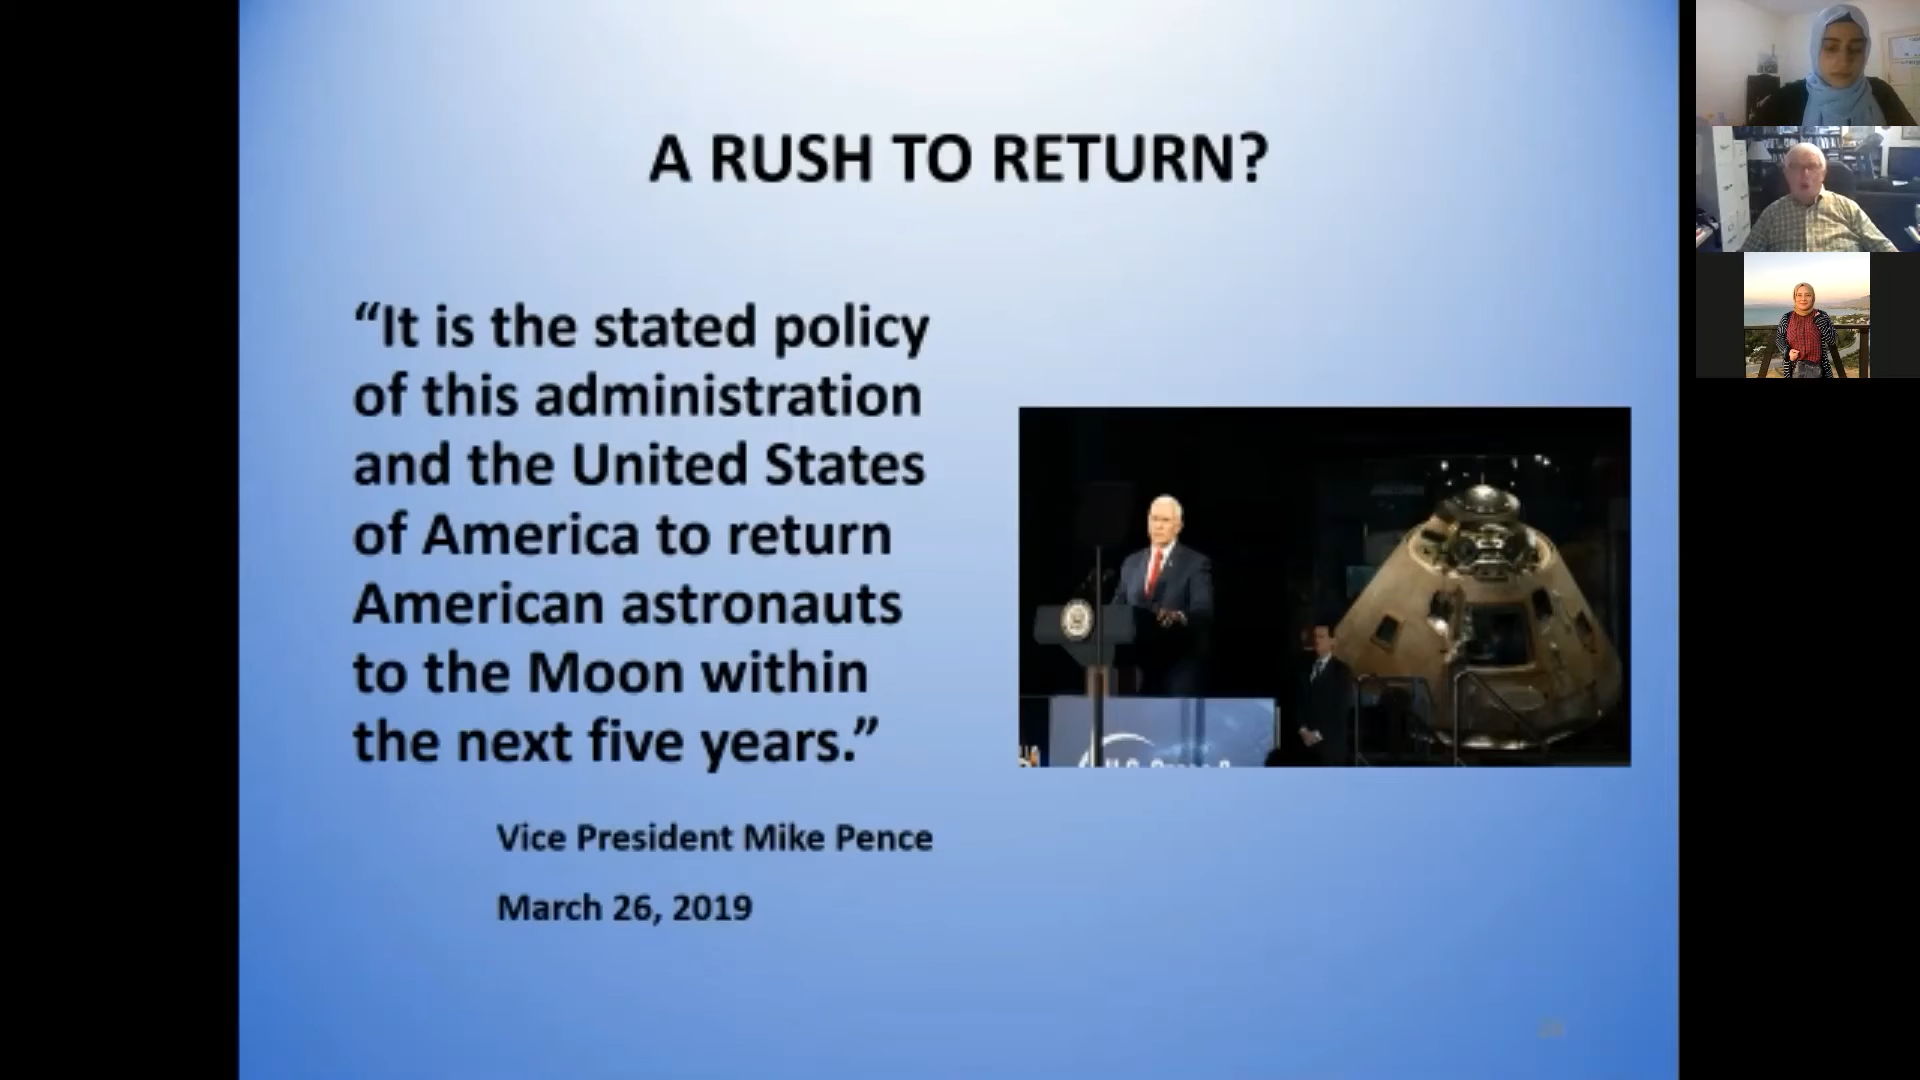 A RUSH TO RETURN?
“It is the stated policy
of this administration
and the United States
of America to return
American astronauts
to the Moon within
the next five years.”
Vice President Mike Pence
March 26, 2019